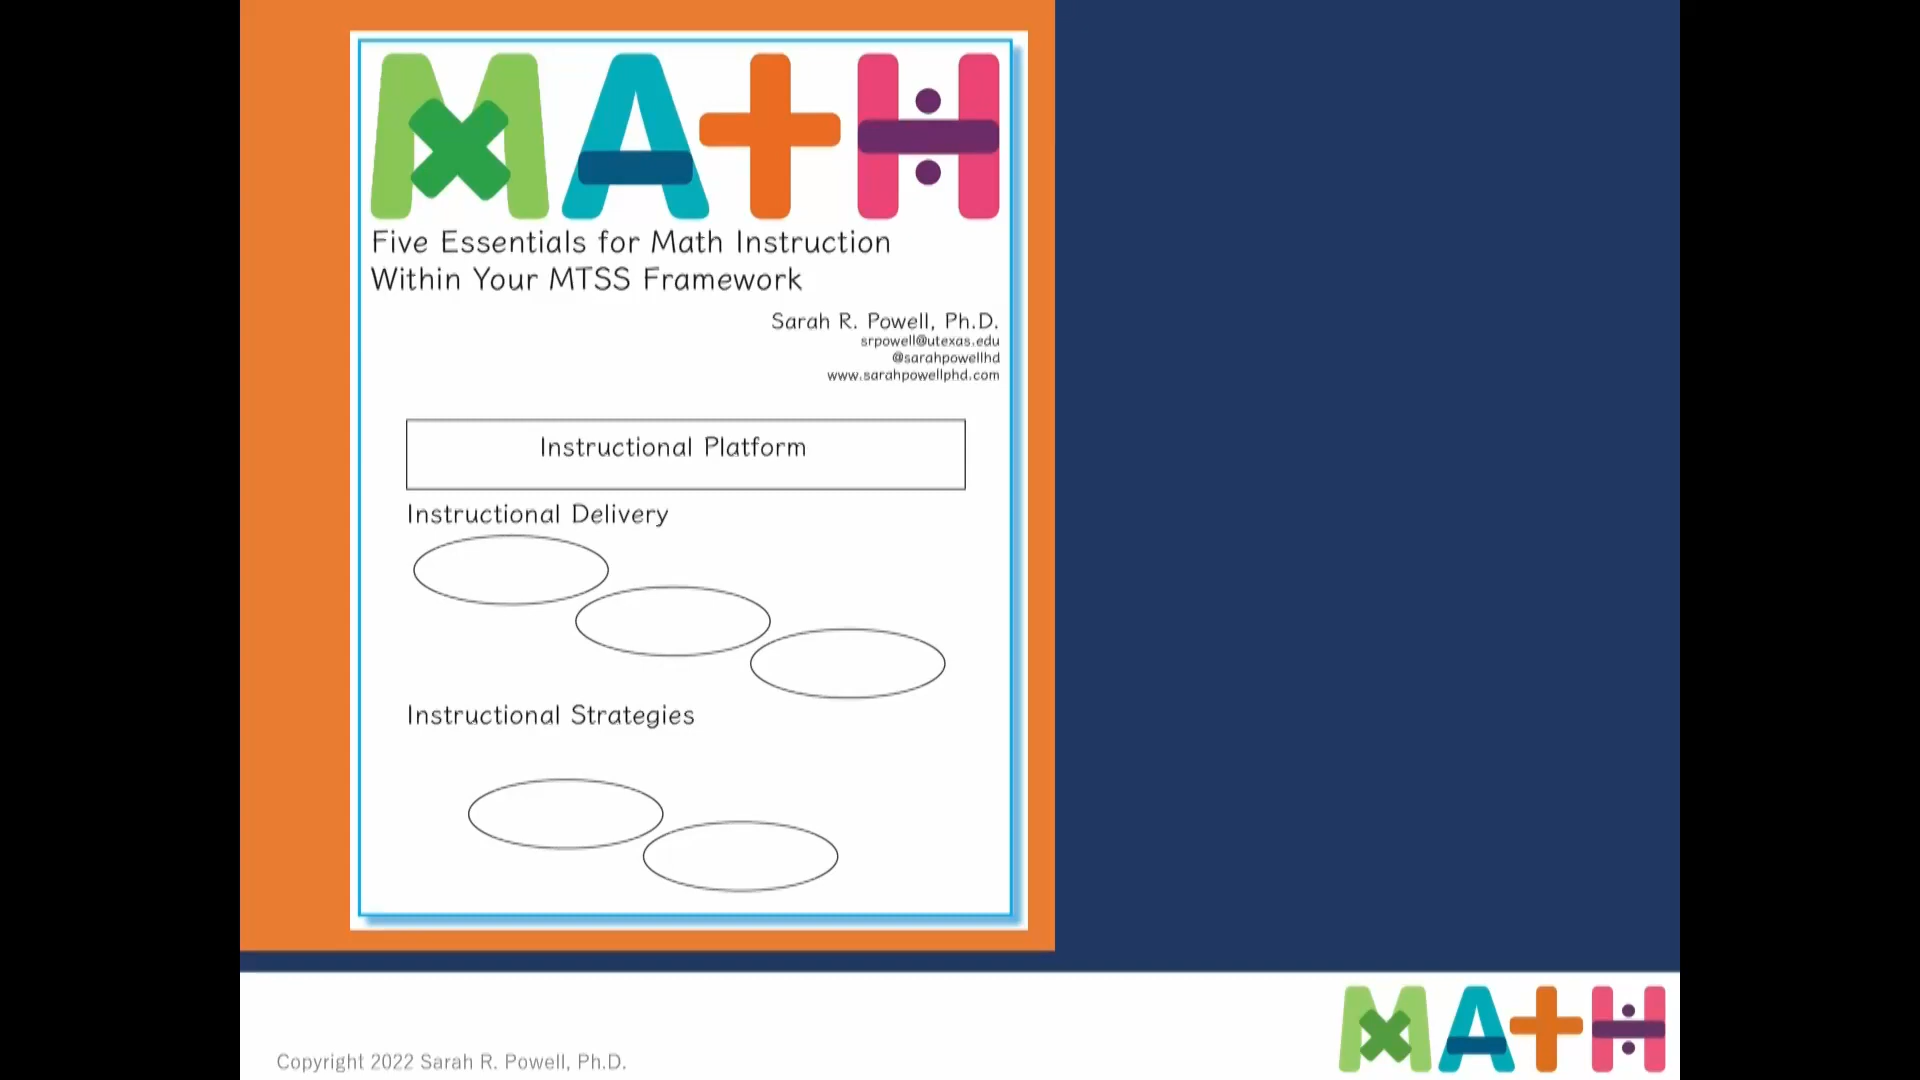 MATH
Five Essentials for Math Instruction
Within Your MTSS Framework
Sarah R. Powell, Ph.D.
srpowell@utexas.edu
@sarahpowellhd
www.sarahpowellphd.com
Instructional Platform
Instructional Delivery
Instructional Strategies
Copyright 2022 Sarah R. Powell, Ph.D.
MATH